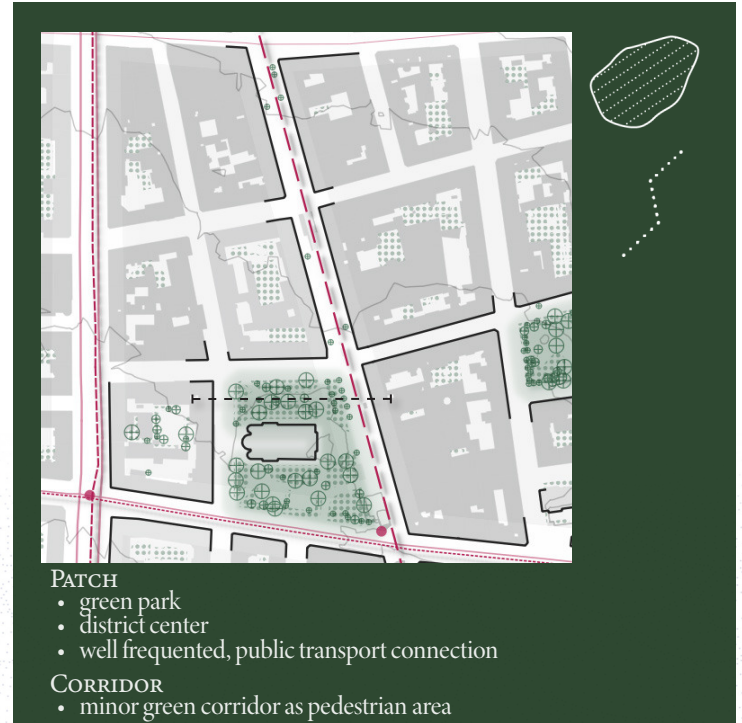 PATCH
• green park
• district center
• well frequented, public transport connection
CORRIDOR
• minor green corridor as pedestrian area